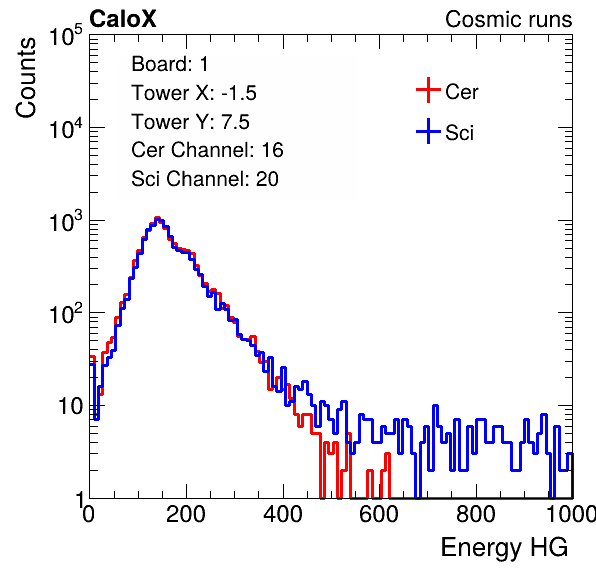 CaloX Cosmic runs
Counts
10^5
10^4
10^3
10^2
10
1
Board: 1
Tower X: -1.5
Tower Y: 7.5
Cer Channel: 16
Sci Channel: 20
Cer
Sci
0 200 400 600 800 1000
Energy HG